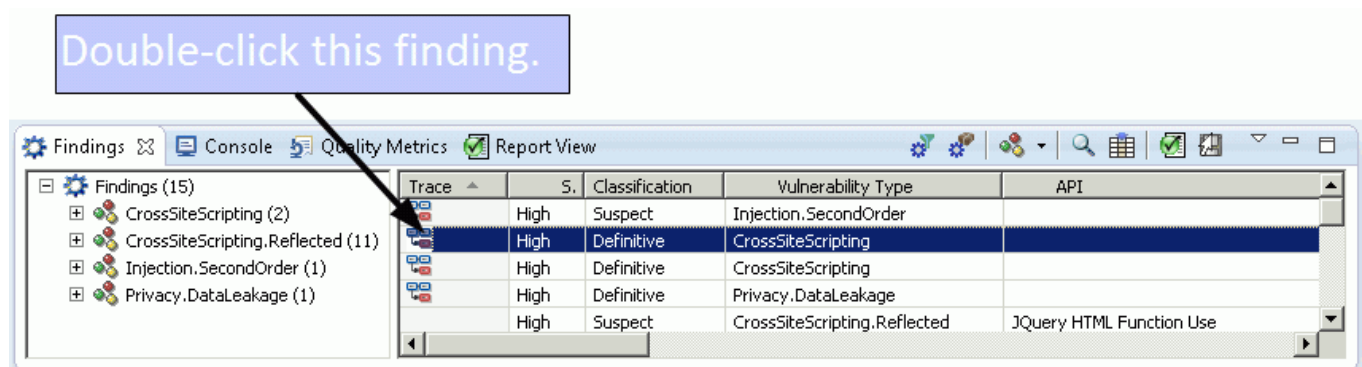 Double-click this finding.
Findings Console Quality Metrics Report View
Findings (15)
CrossSiteScripting (2)
CrossSiteScripting.Reflected (11)
Injection.SecondOrder (1)
Privacy.DataLeakage (1)
Trace S. Classification Vulnerability Type API
High Suspect Injection.SecondOrder
High Definitive CrossSiteScripting
High Definitive CrossSiteScripting
High Definitive Privacy.DataLeakage
High Suspect CrossSiteScripting.Reflected JQuery HTML Function Use